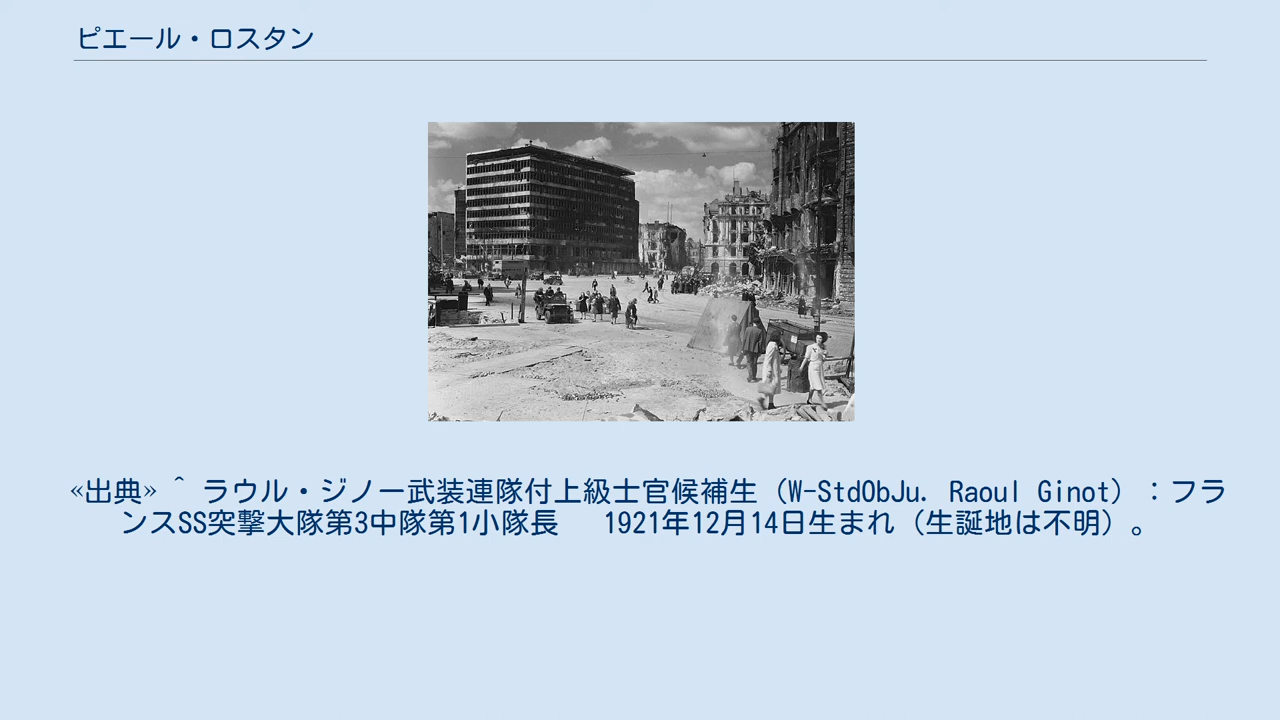 ピエール・ロスタン
«出典» ^ ラウル・ジノー武装連隊付上級士官候補生（W-StdObJu. Raoul Ginot）：フラ
ンスSS突撃大隊第3中隊第1小隊長　 1921年12月14日生まれ（生誕地は不明）。